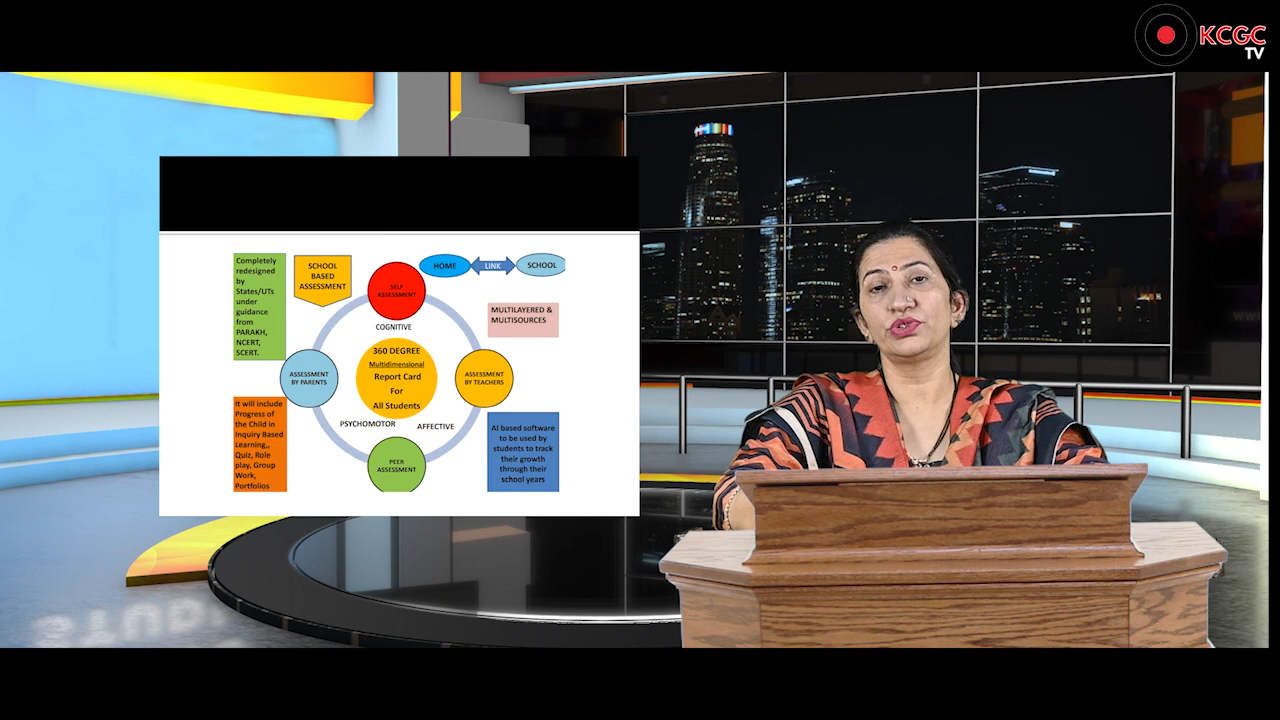 KCGC
TV
Completely
redesigned
by
States/UTs
under
guidance
from
PARAKH,
NCERT,
SCERT.
SCHOOL
BASED
ASSESSMENT
SELF
ASSESSMENT
HOME
LINK
SCHOOL
COGNITIVE
MULTILAYERED &
MULTISOURCES
360 DEGREE
Multidimensional
Report Card
For
All Students
ASSESSMENT
BY PARENTS
ASSESSMENT
BY TEACHERS
PSYCHOMOTOR
AFFECTIVE
It will include
Progress of
the Child in
Inquiry Based
Learning,,
Quiz, Role
play, Group
Work,
Portfolios
PEER
ASSESSMENT
AI based software
to be used by
students to track
their growth
through their
school years